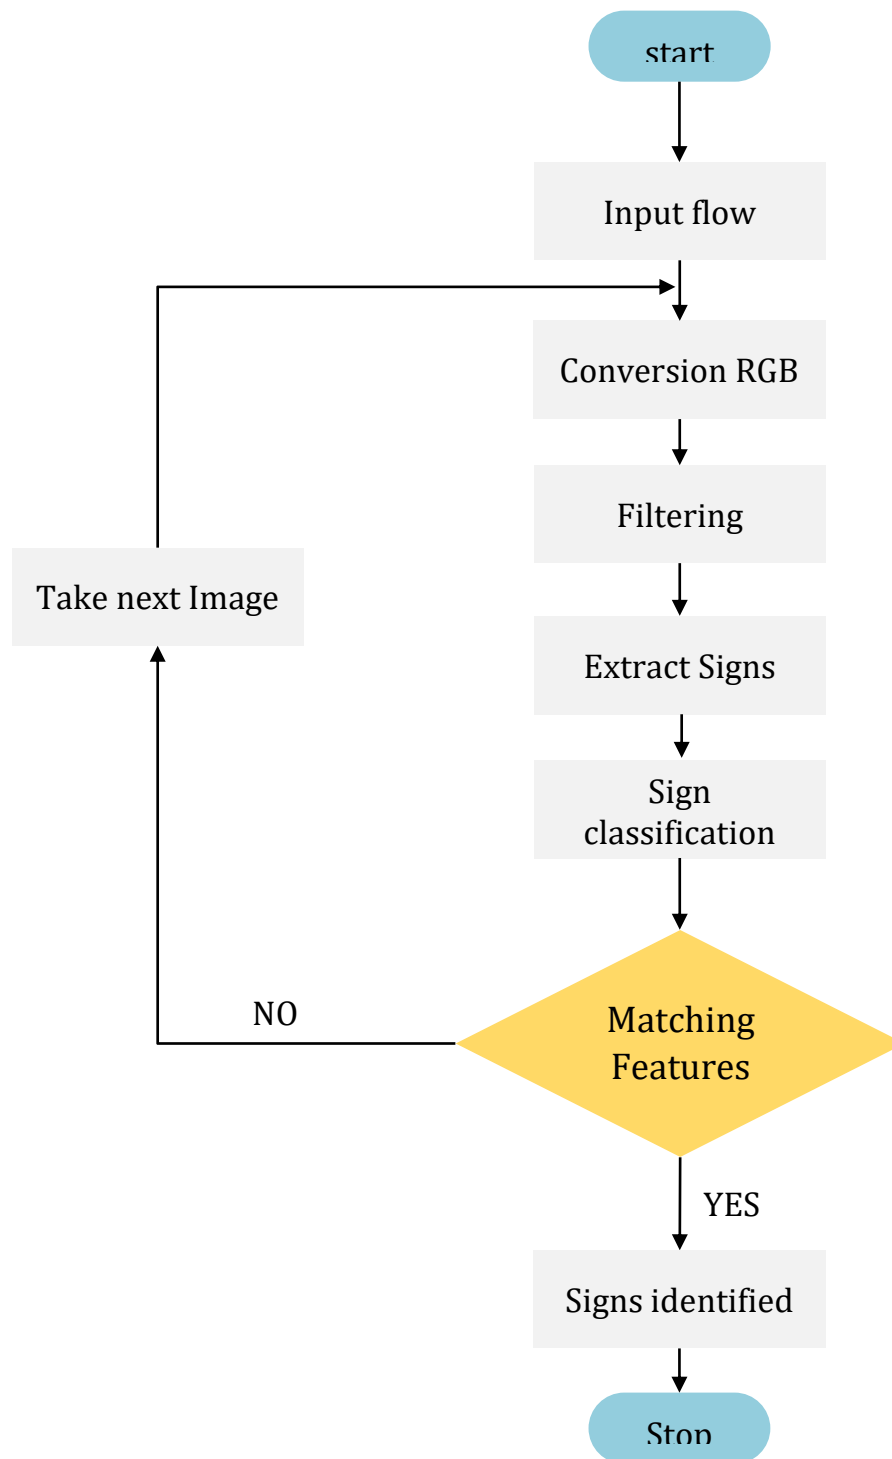 start
Input flow
Conversion RGB
Filtering
Take next Image
Extract Signs
Sign
classification
NO
Matching
Features
YES
Signs identified
Stop